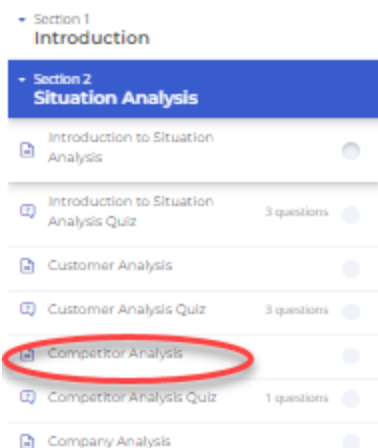 Section 1
Introduction
Section 2
Situation Analysis
Introduction to Situation
Analysis
Introduction to Situation
Analysis Quiz
3 questions
Customer Analysis
Customer Analysis Quiz
3 questions
Competitor Analysis
Competitor Analysis Quiz
1 questions
Company Analysis